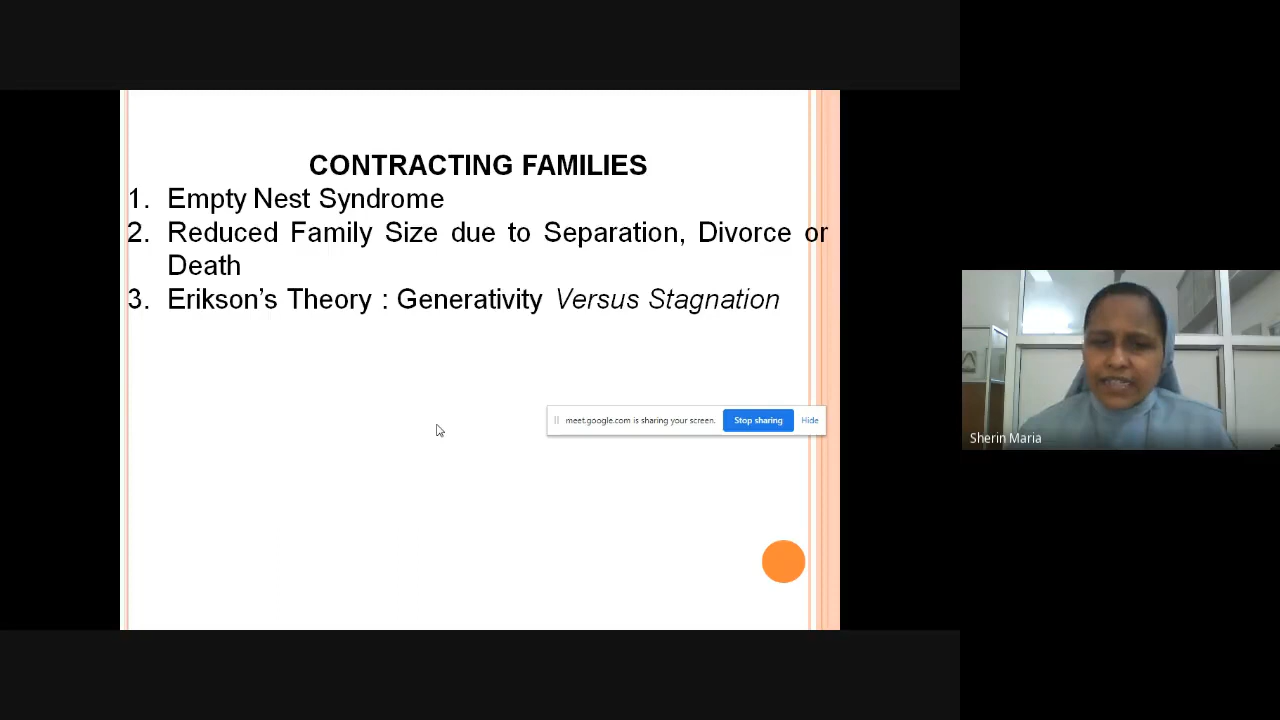 CONTRACTING FAMILIES
1. Empty Nest Syndrome
2. Reduced Family Size due to Separation, Divorce or
Death
3. Erikson’s Theory : Generativity Versus Stagnation
meet.google.com is sharing your screen. Stop sharing Hide
Sherin Maria